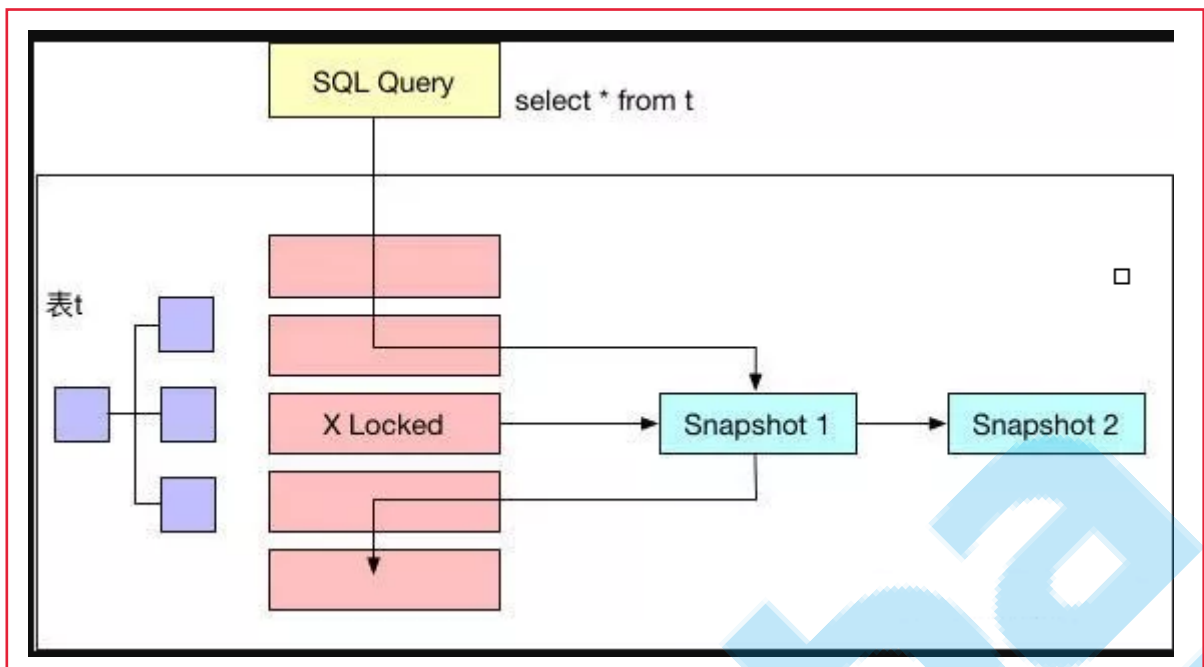 SQL Query
select * from t
表t
X Locked
Snapshot 1
Snapshot 2